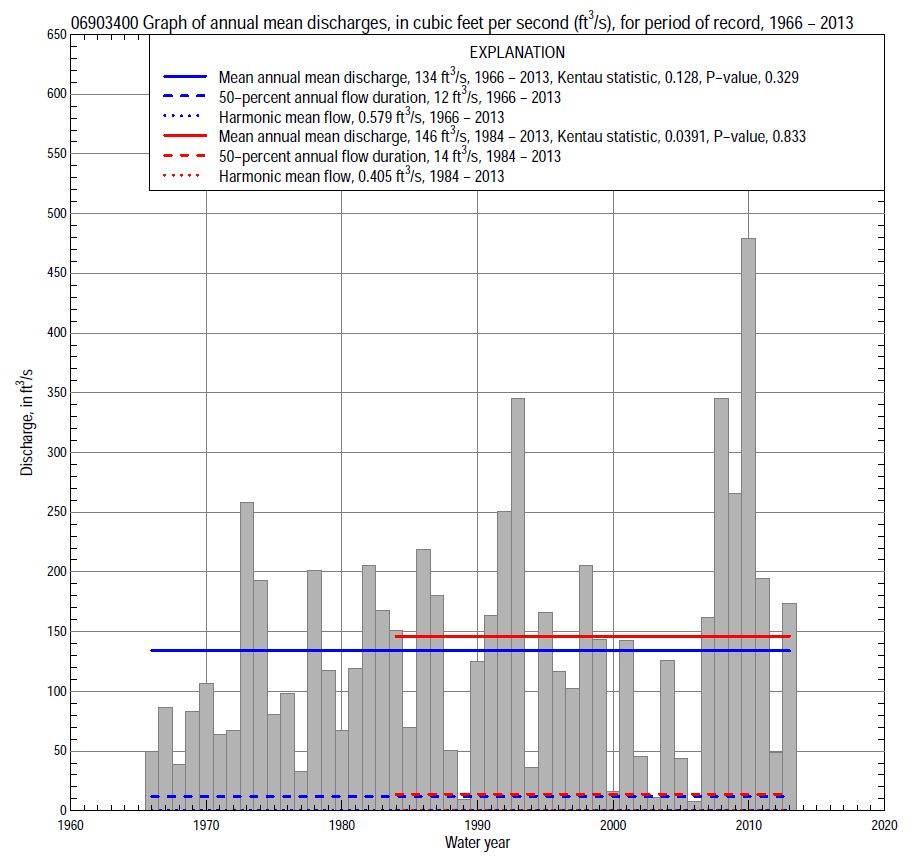 06903400 Graph of annual mean discharges, in cubic feet per second (ft³/s), for period of record, 1966 – 2013
EXPLANATION
Mean annual mean discharge, 134 ft³/s, 1966 – 2013, Kentau statistic, 0.128, P–value, 0.329
50–percent annual flow duration, 12 ft³/s, 1966 – 2013
Harmonic mean flow, 0.579 ft³/s, 1966 – 2013
Mean annual mean discharge, 146 ft³/s, 1984 – 2013, Kentau statistic, 0.0391, P–value, 0.833
50–percent annual flow duration, 14 ft³/s, 1984 – 2013
Harmonic mean flow, 0.405 ft³/s, 1984 – 2013
650
600
550
500
450
400
350
300
250
200
150
100
50
0
Discharge, in ft³/s
1960 1970 1980 1990 2000 2010 2020
Water year